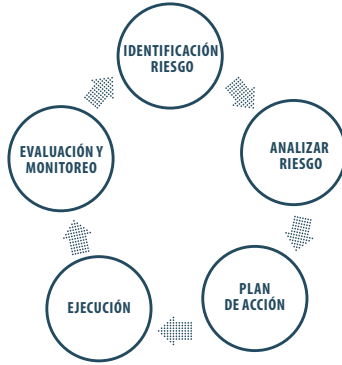 IDENTIFICACIÓN
RIESGO
ANALIZAR
RIESGO
PLAN
DE ACCIÓN
EJECUCIÓN
EVALUACIÓN Y
MONITOREO